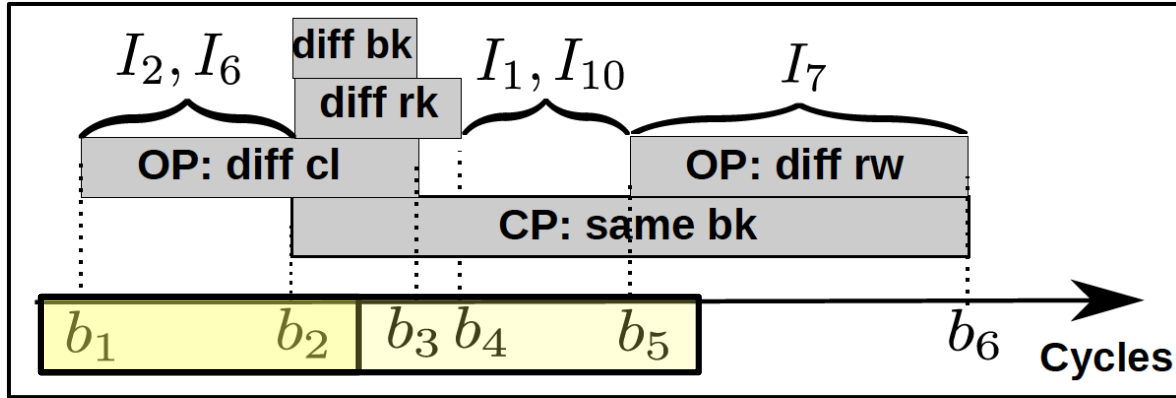 diff bk
I₂, I₆
I₁, I₁₀
I₇
diff rk
OP: diff cl
OP: diff rw
CP: same bk
b₁ b₂ b₃ b₄ b₅ b₆
Cycles